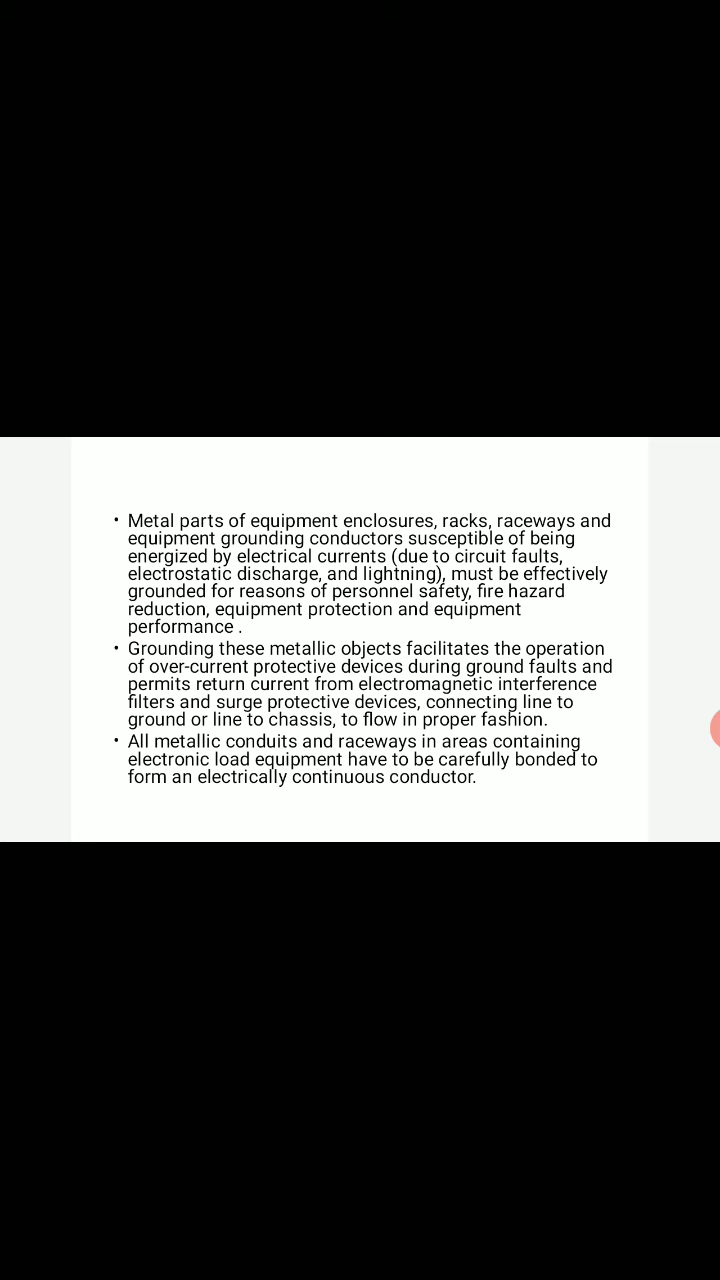 • Metal parts of equipment enclosures, racks, raceways and
equipment grounding conductors susceptible of being
energized by electrical currents (due to circuit faults,
electrostatic discharge, and lightning), must be effectively
grounded for reasons of personnel safety, fire hazard
reduction, equipment protection and equipment
performance .
• Grounding these metallic objects facilitates the operation
of over-current protective devices during ground faults and
permits return current from electromagnetic interference
filters and surge protective devices, connecting line to
ground or line to chassis, to flow in proper fashion.
• All metallic conduits and raceways in areas containing
electronic load equipment have to be carefully bonded to
form an electrically continuous conductor.